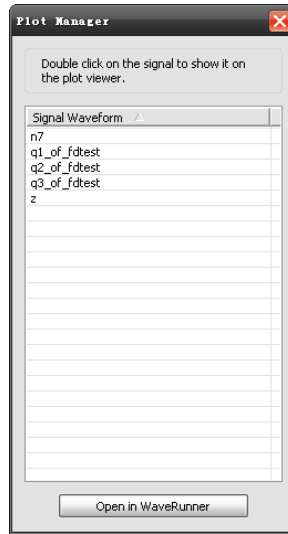 Plot Manager
Double click on the signal to show it on
the plot viewer.
Signal Waveform
n7
q1_of_fdtest
q2_of_fdtest
q3_of_fdtest
z
Open in WaveRunner